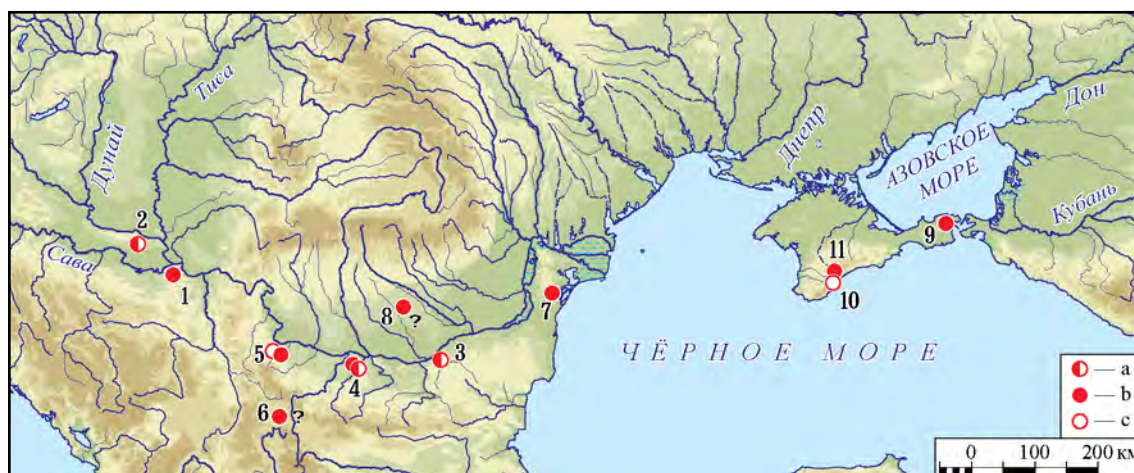 Тиса
Дунай
Днепр
Дон
АЗОВСКОЕ
МОРЕ
Кубань
2
Сава
1
9
11
10
7
8 ?
5
3
4
6 ?
ЧЁРНОЕ МОРЕ
а
b
c
0 100 200 км